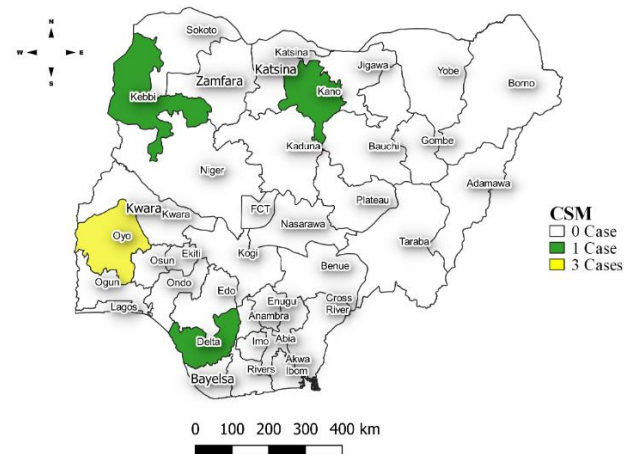 N
W E
S
Sokoto
Katsina
Katsina
Jigawa
Yobe
Borno
Zamfara
Kebbi
Kano
Kaduna
Bauchi
Gombe
Adamawa
Niger
Plateau
Kwara
Kwara
FCT
Nasarawa
Taraba
Oyo
Osun
Ekiti
Kogi
Benue
Ogun
Ondo
Edo
Lagos
Enugu
Anambra
Cross
River
Delta
Imo
Abia
Akwa
Ibom
Rivers
Bayelsa
CSM
0 Case
1 Case
3 Cases
0 100 200 300 400 km